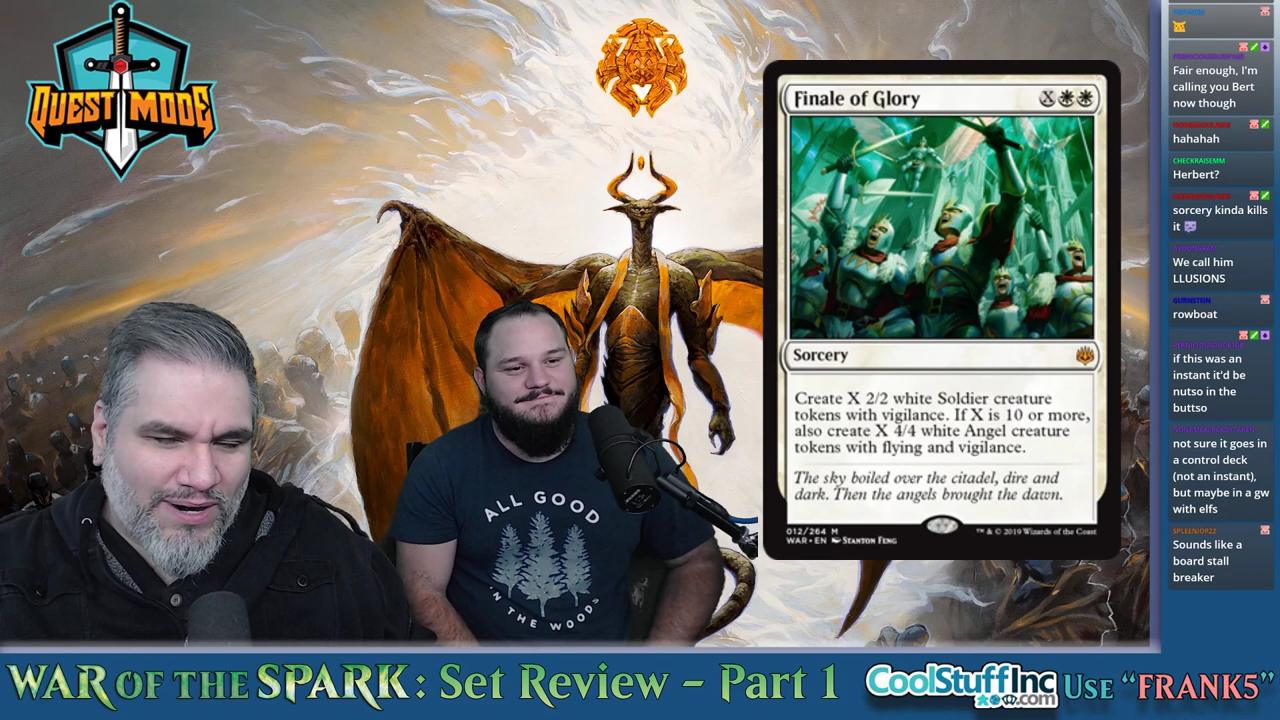 QUEST MODE
Finale of Glory
X
Sorcery
Create X 2/2 white Soldier creature
tokens with vigilance. If X is 10 or more,
also create X 4/4 white Angel creature
tokens with flying and vigilance.
The sky boiled over the citadel, dire and
dark. Then the angels brought the dawn.
012/264 M
WAR • EN STANTON FENG
™ & © 2019 Wizards of the Coast
ALL GOOD
IN THE WOODS
Fair enough, I'm
calling you Bert
now though
hahahah
CHECKRAISEMM
Herbert?
sorcery kinda kills
it
We call him
LLUSIONS
GURNSTEIN
rowboat
if this was an
instant it'd be
nutso in the
buttso
not sure it goes in
a control deck
(not an instant),
but maybe in a gw
with elfs
SPLEENJOP22
Sounds like a
board stall
breaker
WAR OF THE SPARK: Set Review - Part 1
CoolStuffInc
.com
USE "FRANK5"